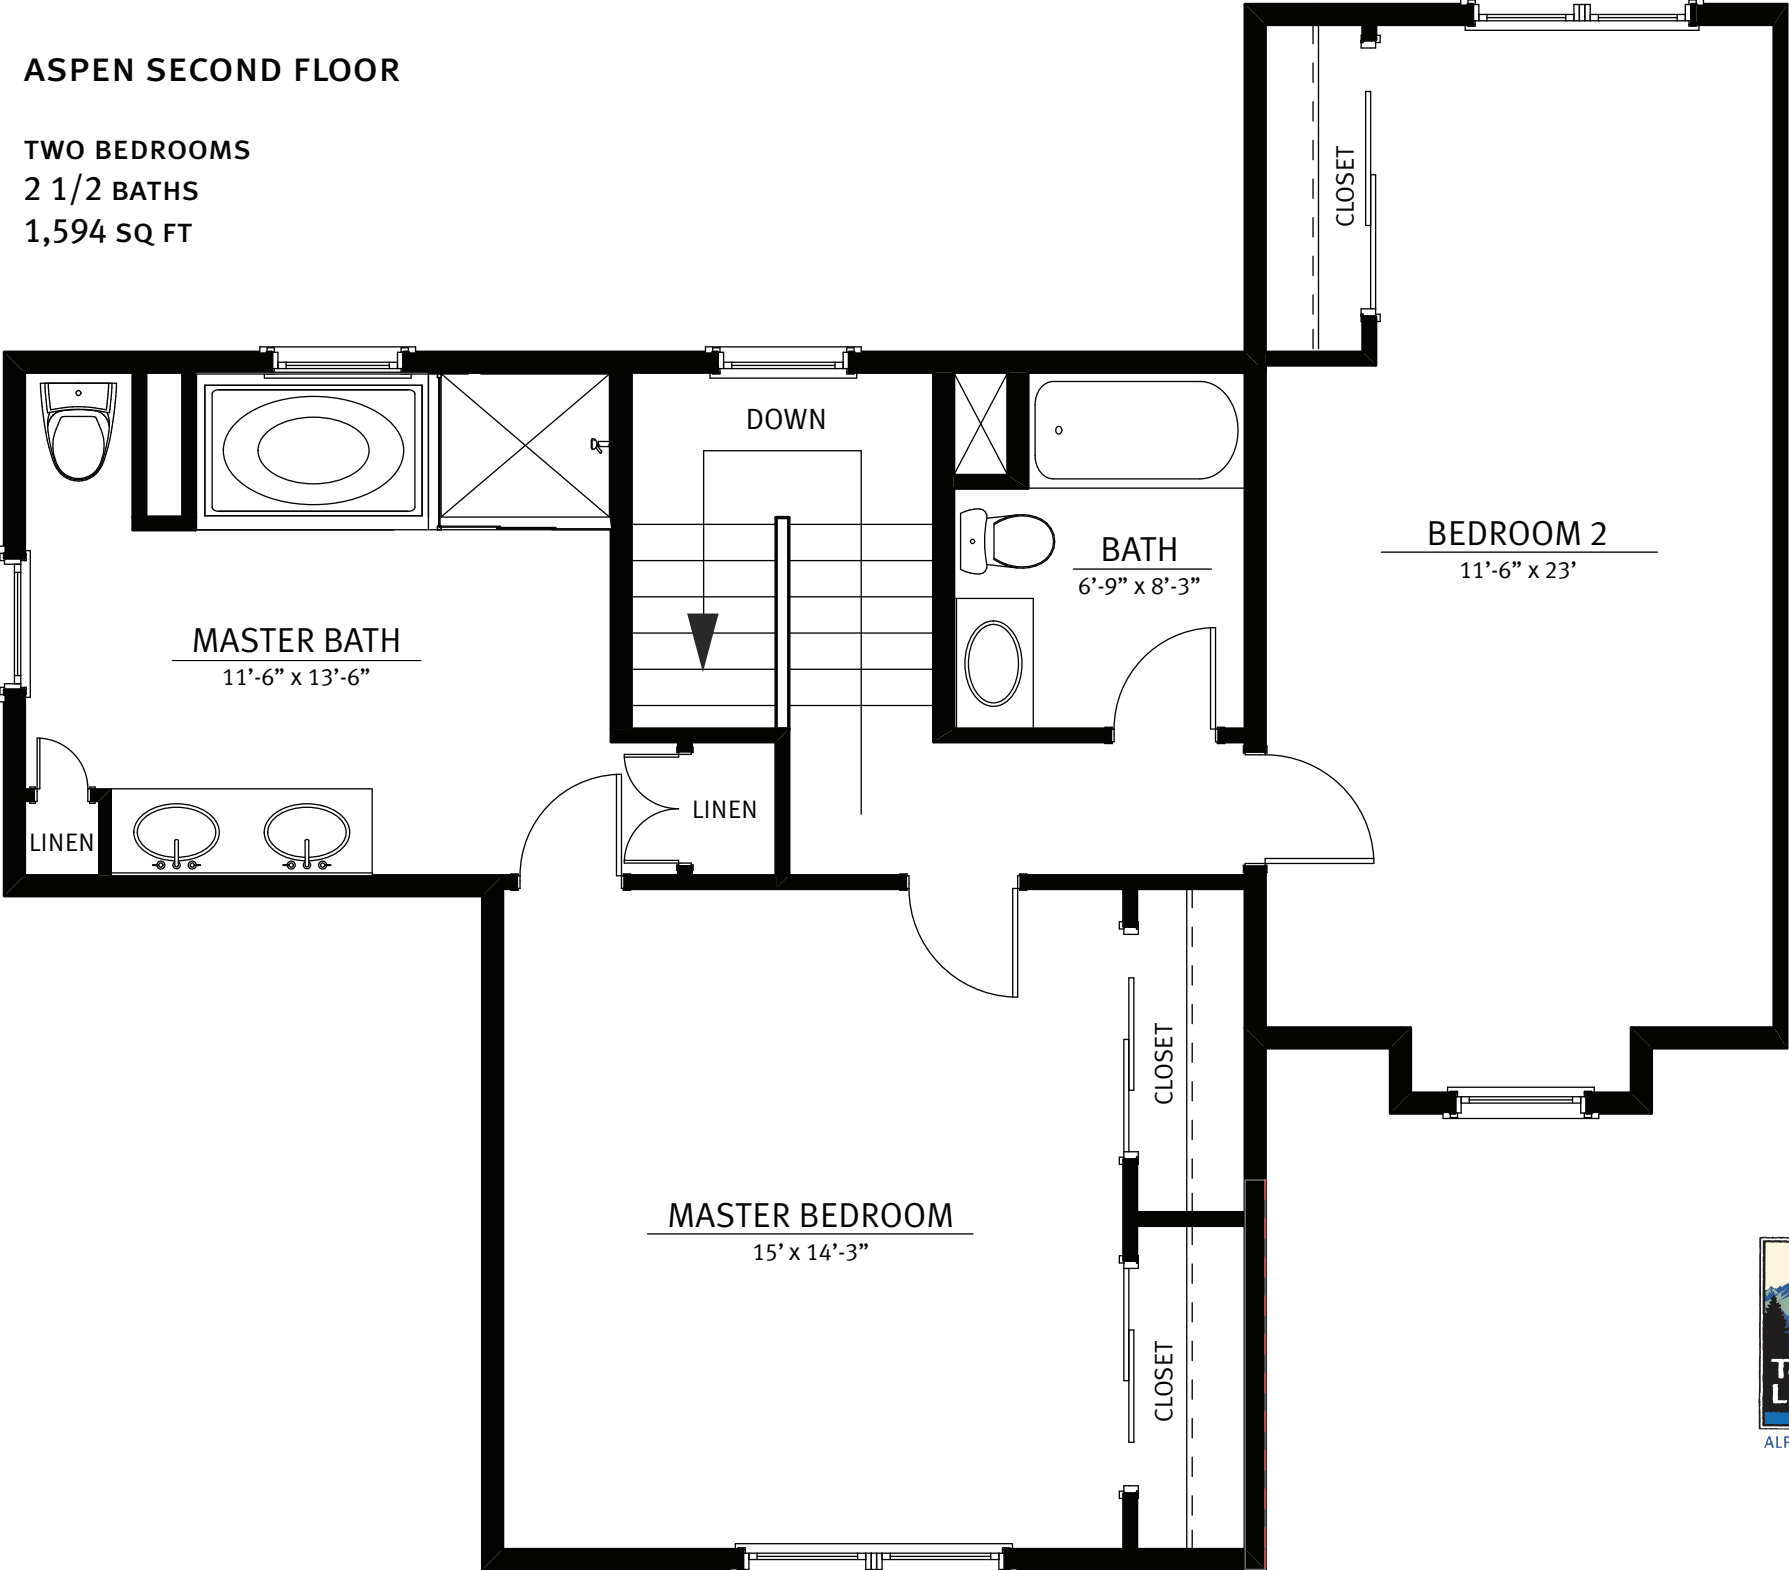 ASPEN SECOND FLOOR
TWO BEDROOMS
2 1/2 BATHS
1,594 SQ FT
CLOSET
DOWN
BEDROOM 2
11'-6" x 23'
BATH
6'-9" x 8'-3"
MASTER BATH
11'-6" x 13'-6"
LINEN
LINEN
CLOSET
MASTER BEDROOM
15' x 14'-3"
CLOSET